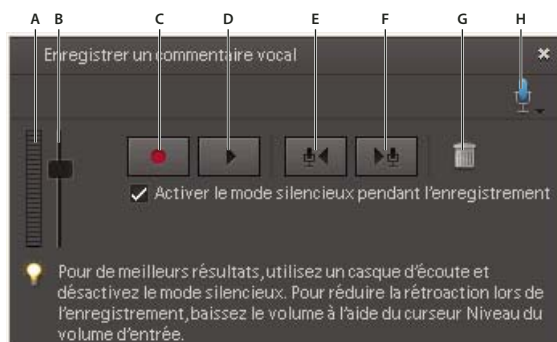 A B C D E F G H
Enregistrer un commentaire vocal
Activer le mode silencieux pendant l'enregistrement
Pour de meilleurs résultats, utilisez un casque d'écoute et
désactivez le mode silencieux. Pour réduire la rétroaction lors de
l'enregistrement, baissez le volume à l'aide du curseur Niveau du
volume d'entrée.